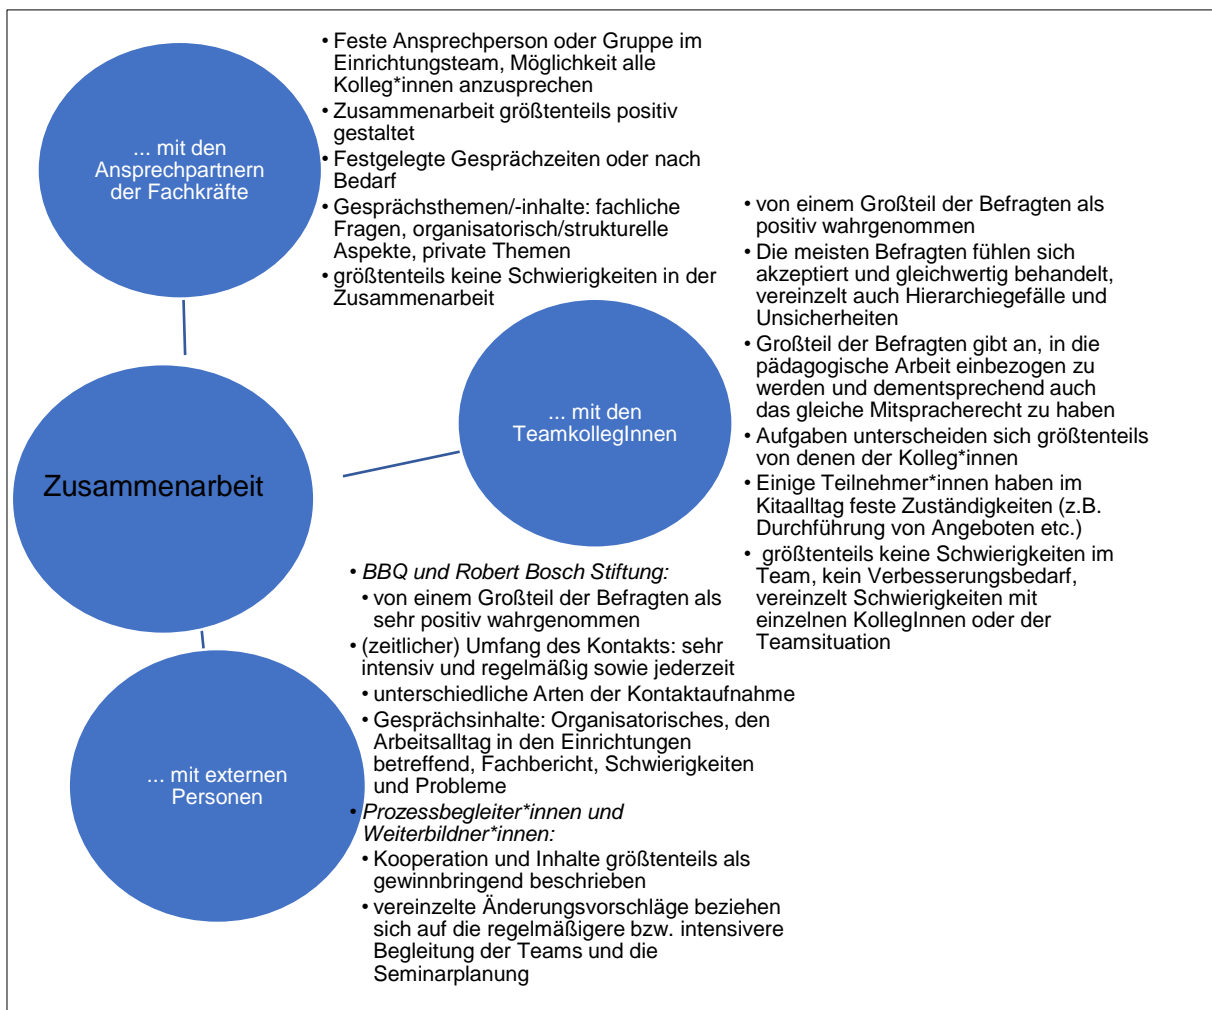 ... mit den
Ansprechpartnern
der Fachkräfte
• Feste Ansprechperson oder Gruppe im
Einrichtungsteam, Möglichkeit alle
Kolleg*innen anzusprechen
• Zusammenarbeit größtenteils positiv
gestaltet
• Festgelegte Gesprächzeiten oder nach
Bedarf
• Gesprächsthemen/-inhalte: fachliche
Fragen, organisatorisch/strukturelle
Aspekte, private Themen
• größtenteils keine Schwierigkeiten in der
Zusammenarbeit
Zusammenarbeit
... mit den
TeamkollegInnen
• von einem Großteil der Befragten als
positiv wahrgenommen
• Die meisten Befragten fühlen sich
akzeptiert und gleichwertig behandelt,
vereinzelt auch Hierarchiegefälle und
Unsicherheiten
• Großteil der Befragten gibt an, in die
pädagogische Arbeit einbezogen zu
werden und dementsprechend auch
das gleiche Mitspracherecht zu haben
• Aufgaben unterscheiden sich größtenteils
von denen der Kolleg*innen
• Einige Teilnehmer*innen haben im
Kitaalltag feste Zuständigkeiten (z.B.
Durchführung von Angeboten etc.)
• größtenteils keine Schwierigkeiten im
Team, kein Verbesserungsbedarf,
vereinzelt Schwierigkeiten mit
einzelnen KollegInnen oder der
Teamsituation
... mit externen
Personen
• BBQ und Robert Bosch Stiftung:
• von einem Großteil der Befragten als
sehr positiv wahrgenommen
• (zeitlicher) Umfang des Kontakts: sehr
intensiv und regelmäßig sowie jederzeit
• unterschiedliche Arten der Kontaktaufnahme
• Gesprächsinhalte: Organisatorisches, den
Arbeitsalltag in den Einrichtungen
betreffend, Fachbericht, Schwierigkeiten
und Probleme
• Prozessbegleiter*innen und
Weiterbildner*innen:
• Kooperation und Inhalte größtenteils als
gewinnbringend beschrieben
• vereinzelte Änderungsvorschläge beziehen
sich auf die regelmäßigere bzw. intensivere
Begleitung der Teams und die
Seminarplanung